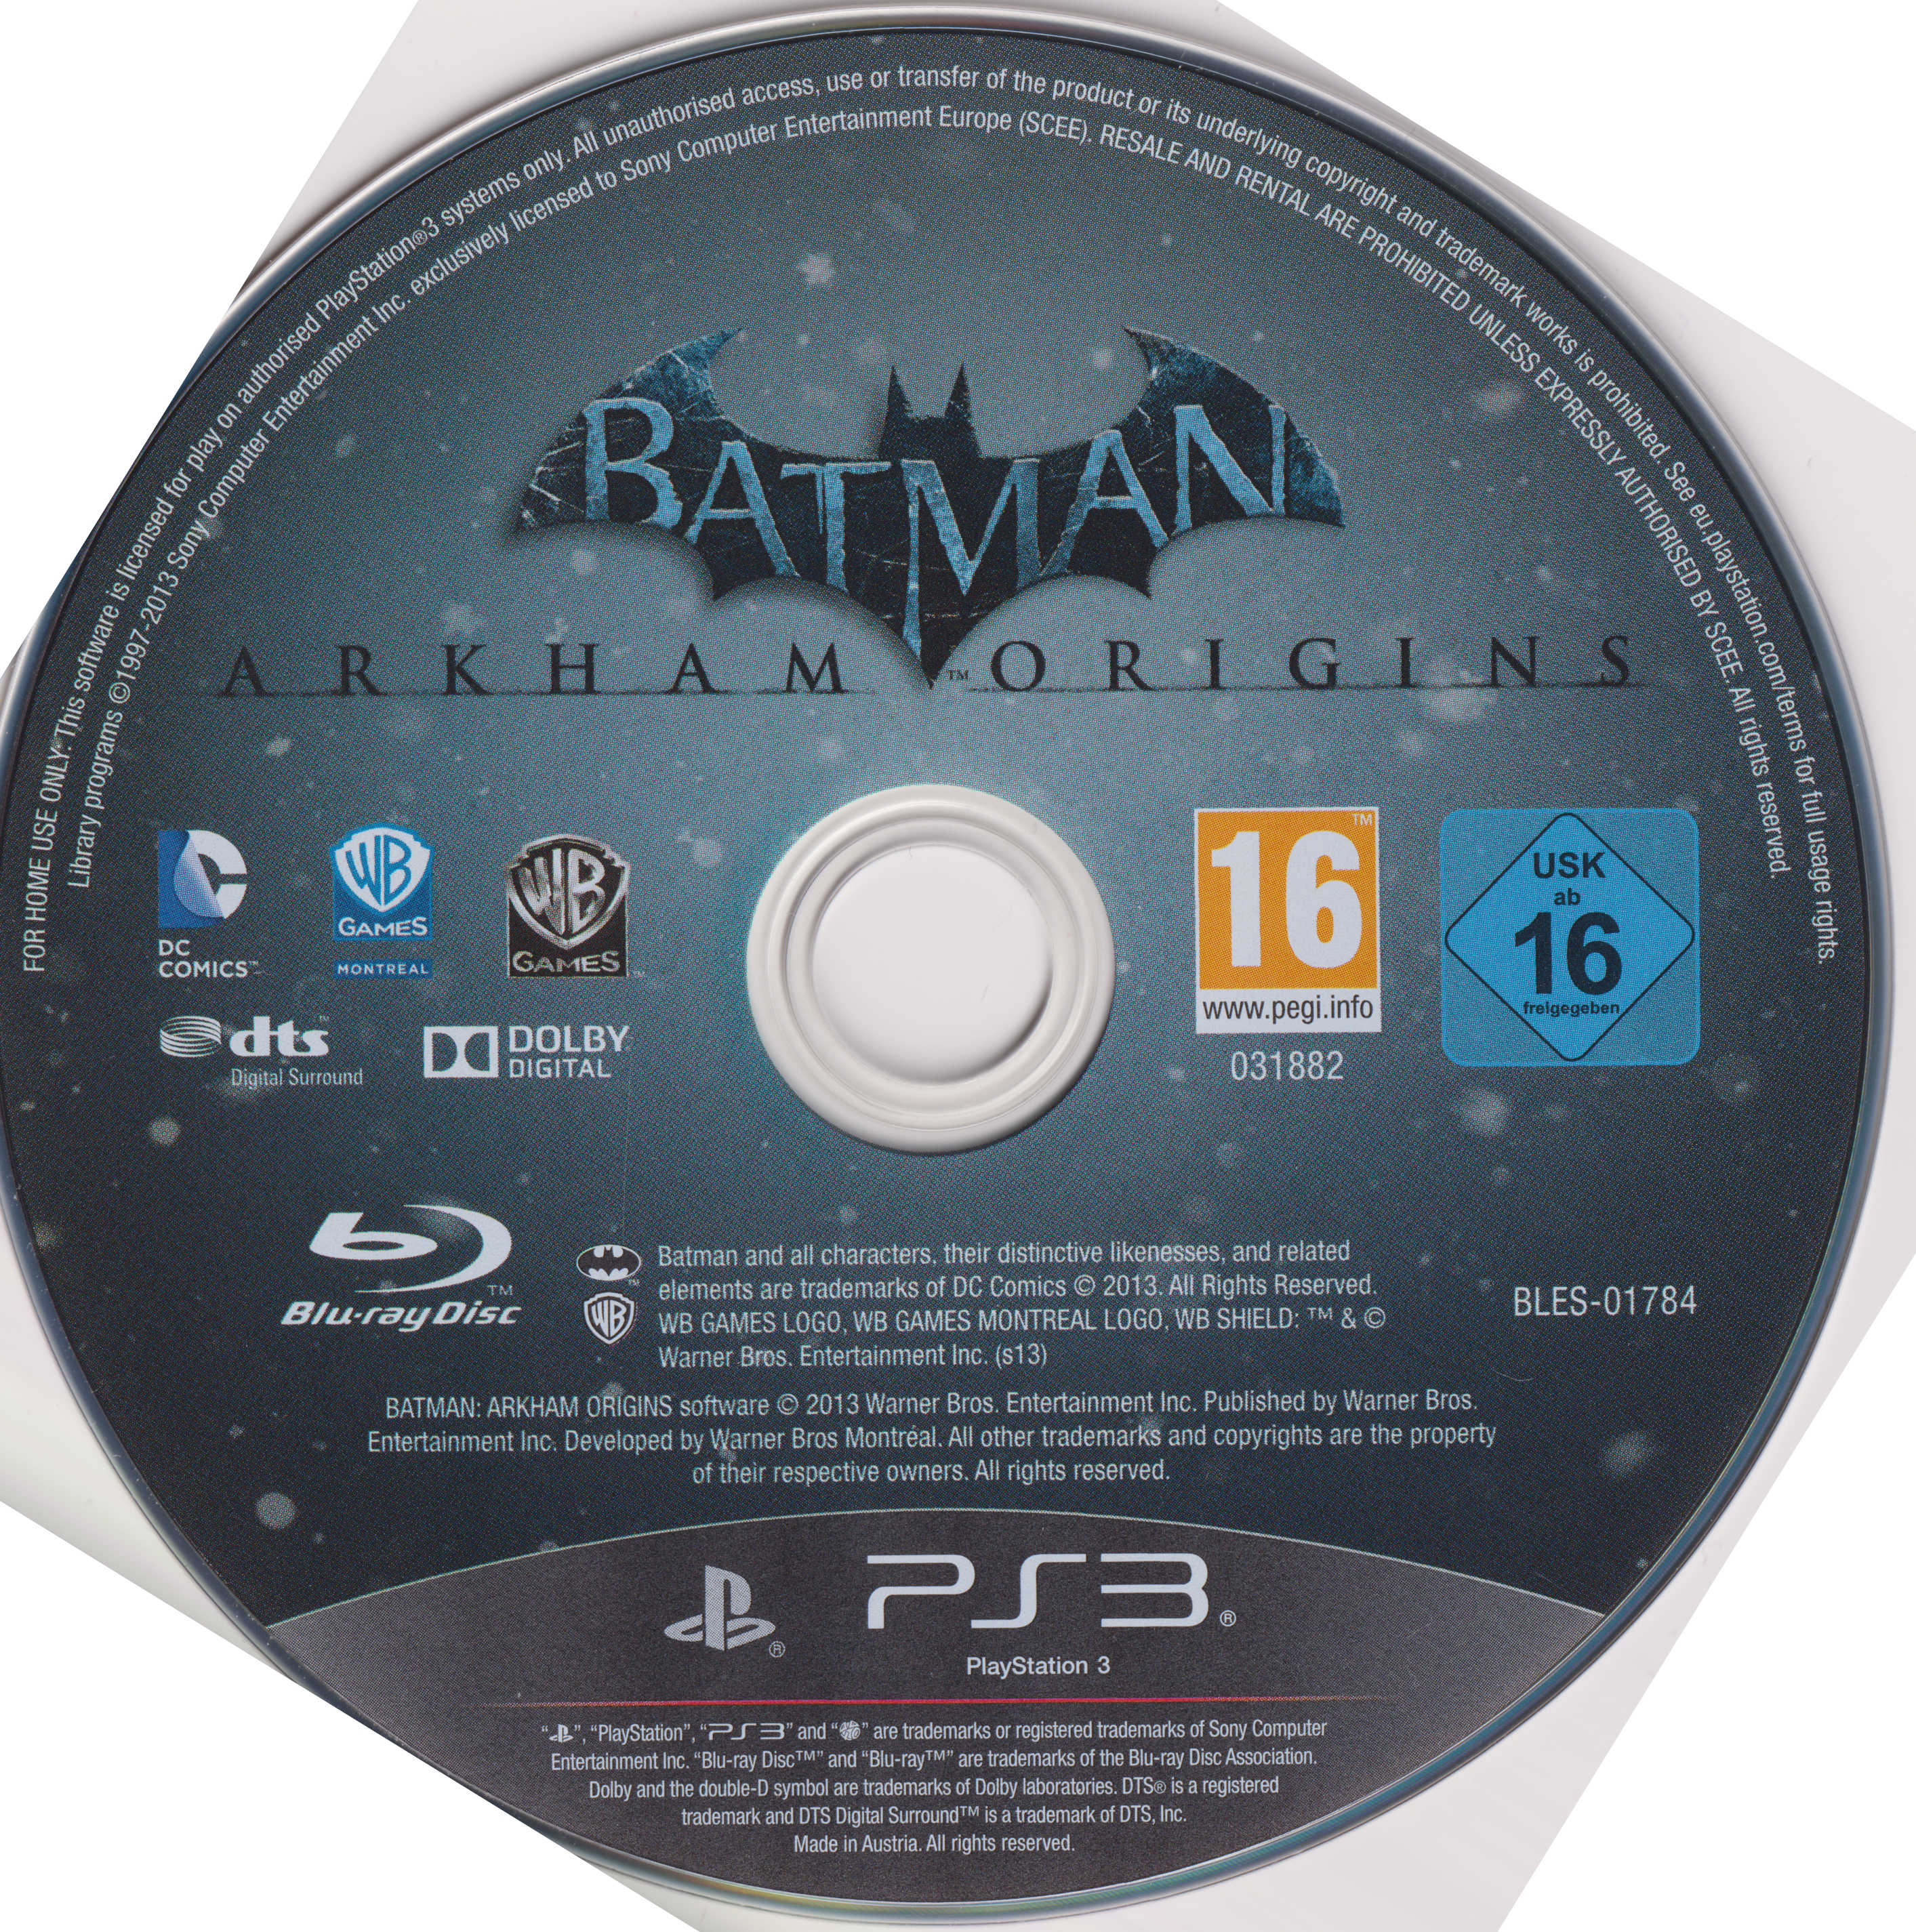 FOR HOME USE ONLY. This software is licensed for play on authorised PlayStation®3 systems only. All unauthorised access, use or transfer of the product or its underlying copyright and trademark works is prohibited. See eu.playstation.com/terms for full usage rights.
Library programs ©1997-2013 Sony Computer Entertainment Inc. exclusively licensed to Sony Computer Entertainment Europe (SCEE). RESALE AND RENTAL ARE PROHIBITED UNLESS EXPRESSLY AUTHORISED BY SCEE. All rights reserved.
BATMAN
ARKHAM ™ ORIGINS
DC
COMICS™
WB
GAMES
MONTREAL
WB
GAMES™
16™
www.pegi.info
031882
USK
ab
16
freigegeben
dts™
Digital Surround
DOLBY
DIGITAL
Blu-ray Disc™
™
WB
Batman and all characters, their distinctive likenesses, and related
elements are trademarks of DC Comics © 2013. All Rights Reserved.
WB GAMES LOGO, WB GAMES MONTREAL LOGO, WB SHIELD: ™ & ©
Warner Bros. Entertainment Inc. (s13)
BLES-01784
BATMAN: ARKHAM ORIGINS software © 2013 Warner Bros. Entertainment Inc. Published by Warner Bros.
Entertainment Inc. Developed by Warner Bros Montréal. All other trademarks and copyrights are the property
of their respective owners. All rights reserved.
® PS3®
PlayStation 3
“ ”, “PlayStation”, “PS3” and “ ” are trademarks or registered trademarks of Sony Computer
Entertainment Inc. “Blu-ray Disc™” and “Blu-ray™” are trademarks of the Blu-ray Disc Association.
Dolby and the double-D symbol are trademarks of Dolby laboratories. DTS® is a registered
trademark and DTS Digital Surround™ is a trademark of DTS, Inc.
Made in Austria. All rights reserved.